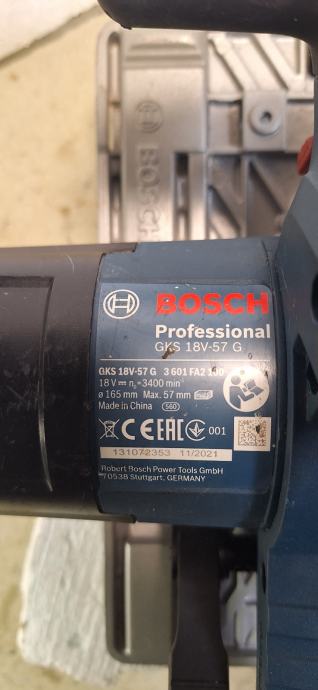 BOSCH
BOSCH
Professional
GKS 18V-57 G
GKS 18V-57 G 3 601 FA2 100
18 V ⎓ n₀=3400 min⁻¹
ø 165 mm Max. 57 mm
Made in China 560
CE EAC 001
131072353 11/2021
Robert Bosch Power Tools GmbH
70538 Stuttgart, GERMANY